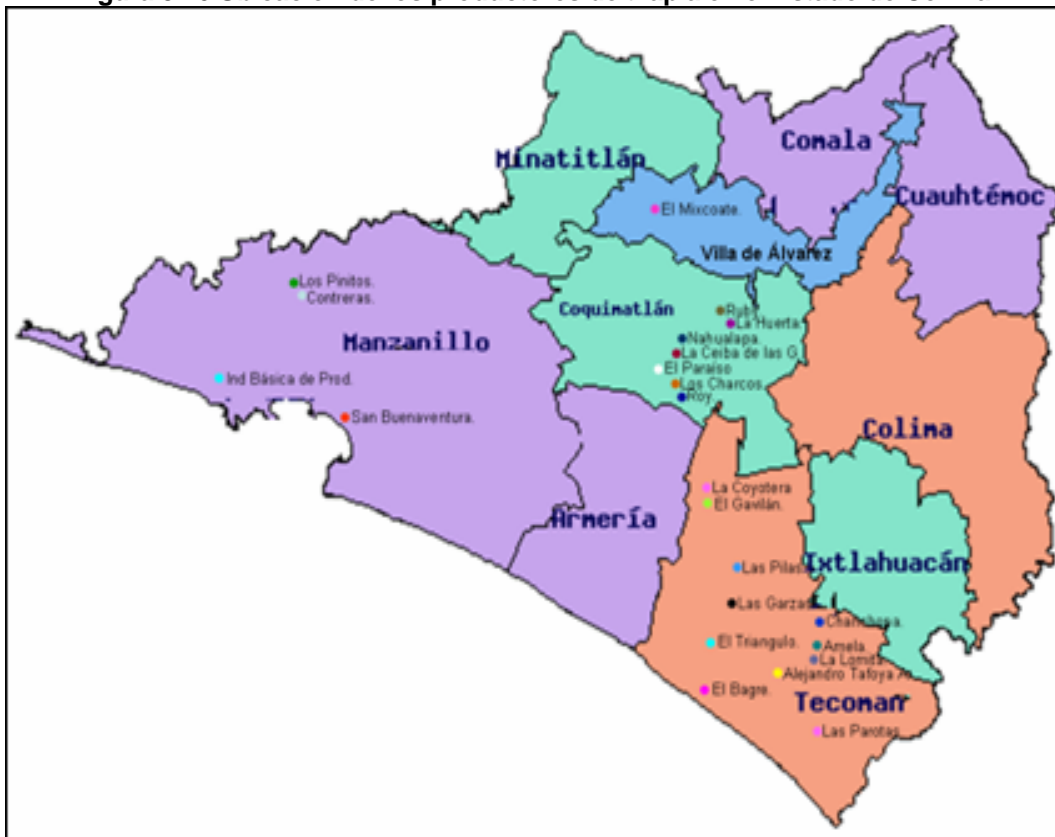 Comala
Minatitlán
Cuauhtémoc
El Mixcoate.
Villa de Álvarez
Los Pinitos.
Contreras.
Coquimatlán
La Huerta.
Manzanillo
Nahualapa.
La Ceiba de las G
El Paraíso
Ind Básica de Prod.
Los Charcos.
Roy.
San Buenaventura.
Colima
La Coyotera
El Gavilán.
Armería
Ixtlahuacán
Las Pilas
Las Garzas
El Triangulo.
Amela.
La Lomita
Alejandro Tafoya
El Bagre.
Tecoman
Las Parotas